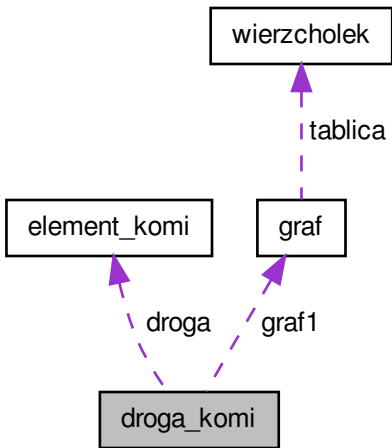 wierzcholek
tablica
element_komi
graf
droga
graf1
droga_komi